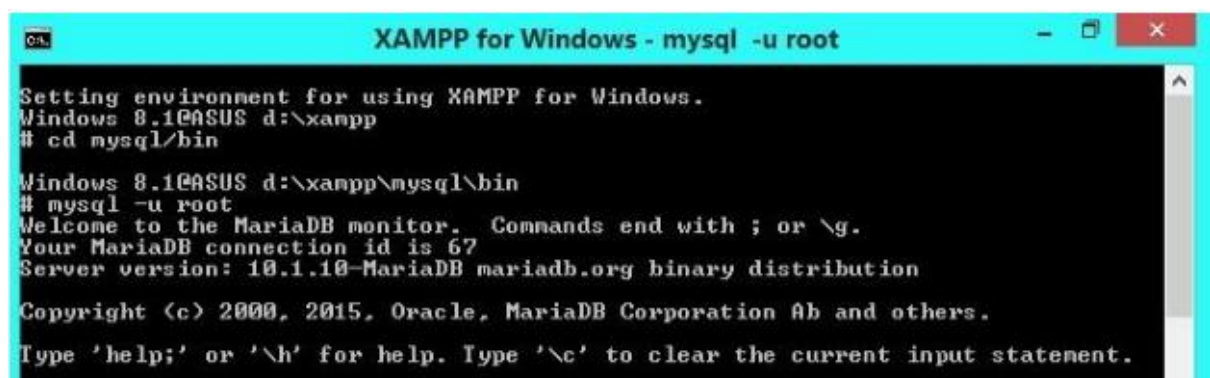 XAMPP for Windows - mysql -u root
Setting environment for using XAMPP for Windows.
Windows 8.1@ASUS d:\xampp
# cd mysql/bin
Windows 8.1@ASUS d:\xampp\mysql\bin
# mysql -u root
Welcome to the MariaDB monitor.  Commands end with ; or \g.
Your MariaDB connection id is 67
Server version: 10.1.10-MariaDB mariadb.org binary distribution
Copyright (c) 2000, 2015, Oracle, MariaDB Corporation Ab and others.
Type 'help;' or '\h' for help. Type '\c' to clear the current input statement.